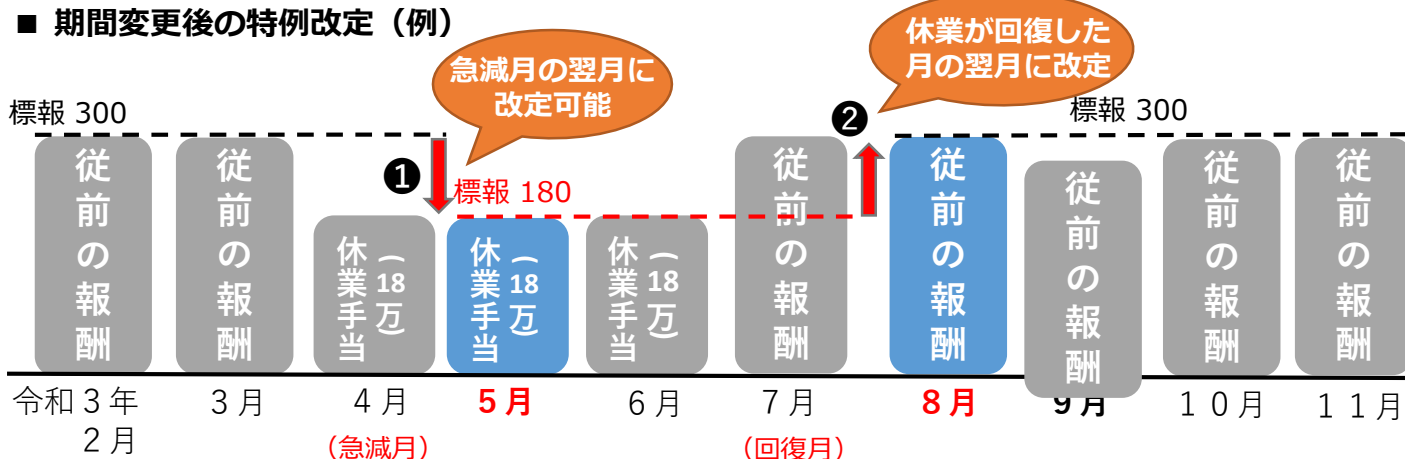 ■ 期間変更後の特例改定（例）
急減月の翌月に
改定可能
休業が回復した
月の翌月に改定
標報 300
❶
標報 180
❷
標報 300
従前の報酬
従前の報酬
休業手当
（18万）
休業手当
（18万）
休業手当
（18万）
従前の報酬
従前の報酬
従前の報酬
従前の報酬
従前の報酬
令和３年
２月
３月
４月
（急減月）
５月
６月
７月
（回復月）
８月
９月
１０月
１１月